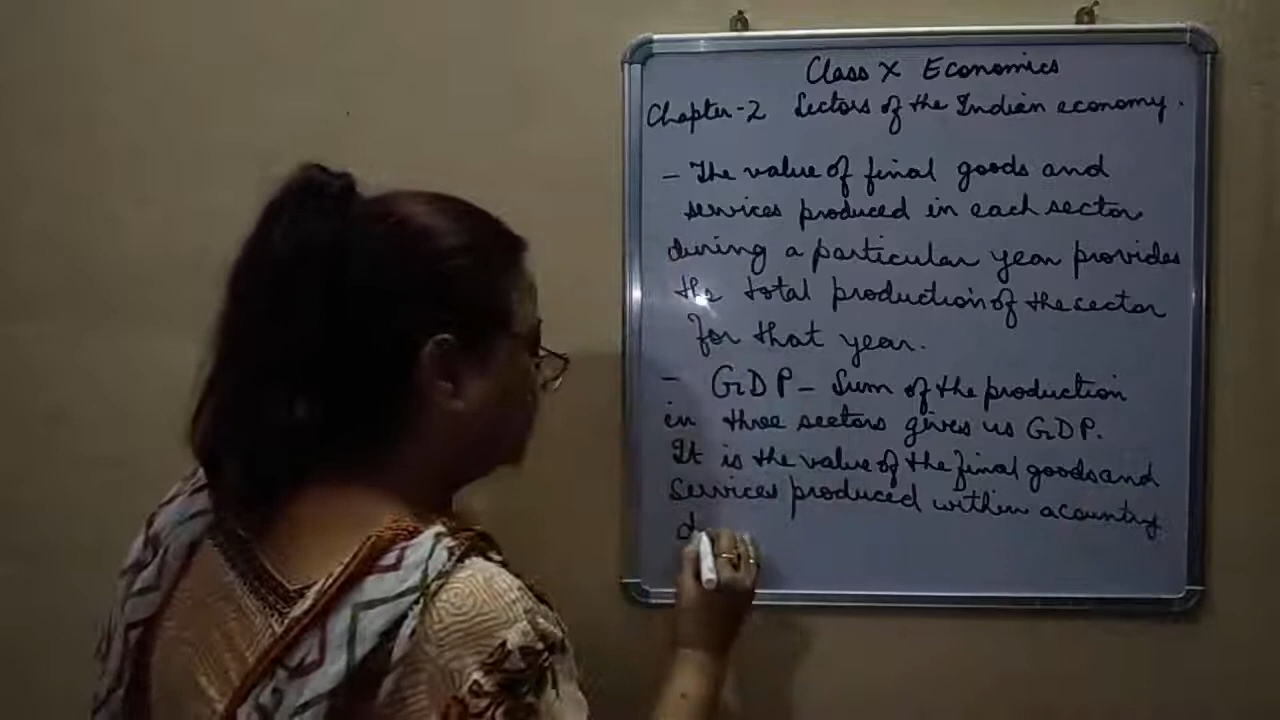 Class X Economics
Chapter-2 Sectors of the Indian economy.
- The value of final goods and
services produced in each sector
during a particular year provides
the total production of the sector
for that year.
- GDP - Sum of the production
in three sectors gives us GDP.
It is the value of the final goods and
services produced within a country
d